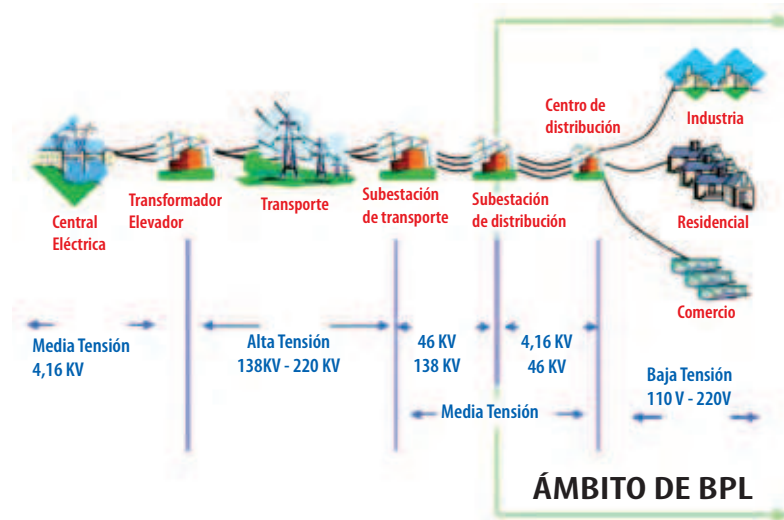 Centro de
distribución
Industria
Central
Eléctrica
Transformador
Elevador
Transporte
Subestación
de transporte
Subestación
de distribución
Residencial
Comercio
Media Tensión
4,16 KV
Alta Tensión
138KV - 220 KV
46 KV
138 KV
4,16 KV
46 KV
Media Tensión
Baja Tensión
110 V - 220V
ÁMBITO DE BPL